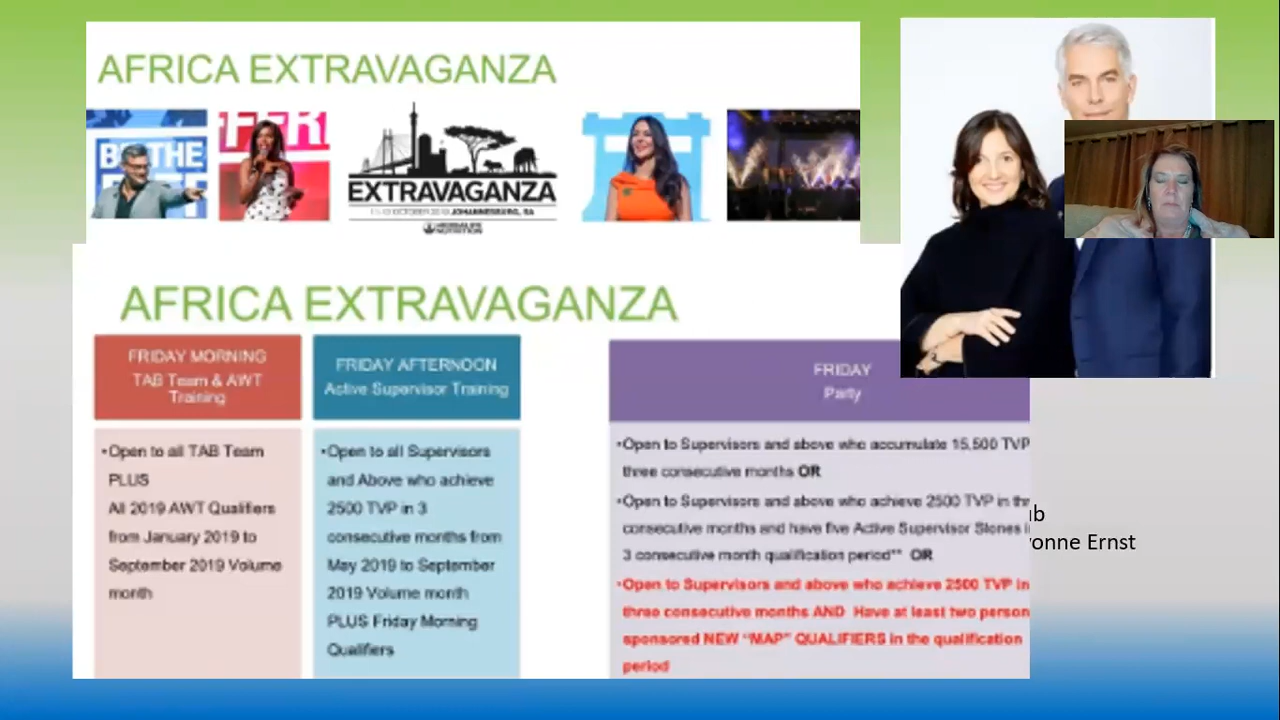 AFRICA EXTRAVAGANZA
EXTRAVAGANZA
OCTOBER JOHANNESBURG, SA
HERBALIFE
NUTRITION
AFRICA EXTRAVAGANZA
FRIDAY MORNING
TAB Team & AWT
Training
•Open to all TAB Team
PLUS
All 2019 AWT Qualifiers
from January 2019 to
September 2019 Volume
month
FRIDAY AFTERNOON
Active Supervisor Training
•Open to all Supervisors
and Above who achieve
2500 TVP in 3
consecutive months from
May 2019 to September
2019 Volume month
PLUS Friday Morning
Qualifiers
FRIDAY
Party
•Open to Supervisors and above who accumulate 15,500 TVP
three consecutive months OR
•Open to Supervisors and above who achieve 2500 TVP in thr
consecutive months and have five Active Supervisor Slones i
3 consecutive month qualification period** OR
•Open to Supervisors and above who achieve 2500 TVP in
three consecutive months AND Have at least two person
sponsored NEW "MAP" QUALIFIERS in the qualification
period
ub
vonne Ernst